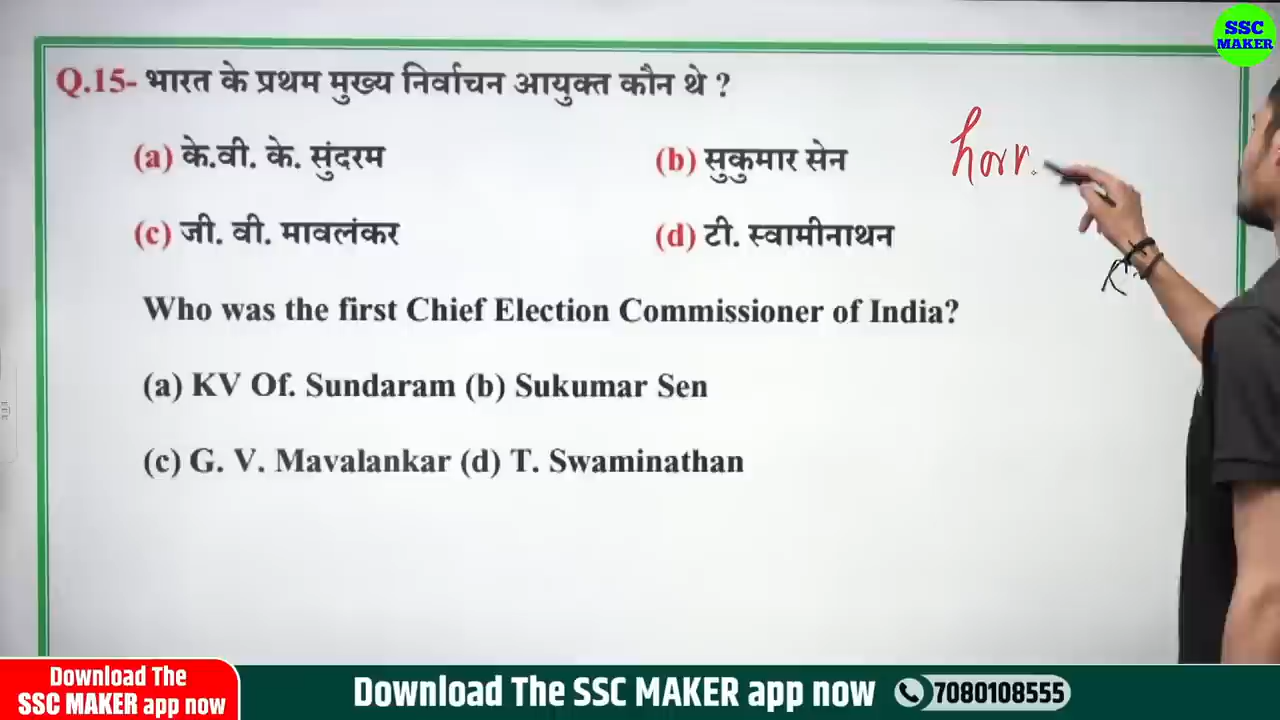 SSC
MAKER
Q.15- भारत के प्रथम मुख्य निर्वाचन आयुक्त कौन थे ?
(a) के.वी. के. सुंदरम (b) सुकुमार सेन
(c) जी. वी. मावलंकर (d) टी. स्वामीनाथन
Who was the first Chief Election Commissioner of India?
(a) KV Of. Sundaram (b) Sukumar Sen
(c) G. V. Mavalankar (d) T. Swaminathan
Download The
SSC MAKER app now
Download The SSC MAKER app now 7080108555